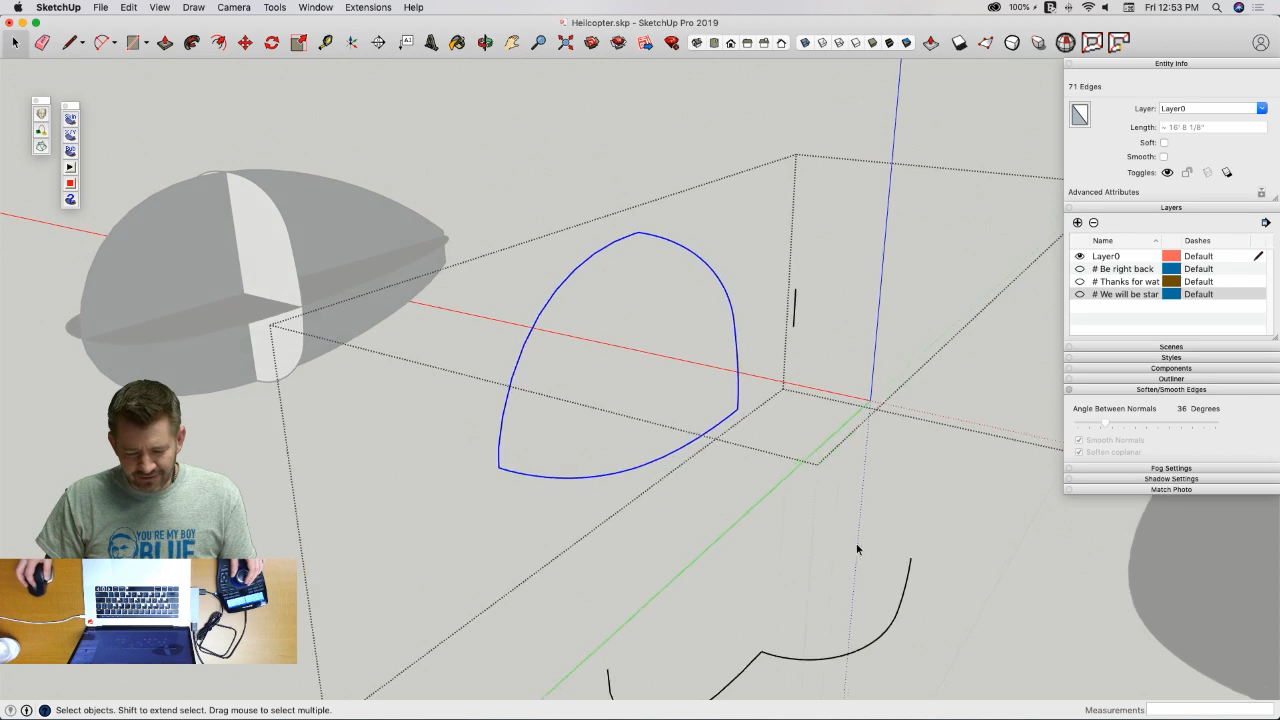 SketchUp File Edit View Draw Camera Tools Window Extensions Help
100% Fri 12:53 PM
Helicopter.skp - SketchUp Pro 2019
Entity Info
71 Edges
Layer: Layer0
Length: ~ 16' 8 1/8"
Soft:
Smooth:
Toggles:
Advanced Attributes
Layers
Name Dashes
Layer0 Default
# Be right back Default
# Thanks for wat Default
# We will be star Default
Scenes
Styles
Components
Outliner
Soften/Smooth Edges
Angle Between Normals 36 Degrees
Smooth Normals
Soften coplanar
Fog Settings
Shadow Settings
Match Photo
YOU'RE MY BOY
BLUE
Select objects. Shift to extend select. Drag mouse to select multiple.
Measurements